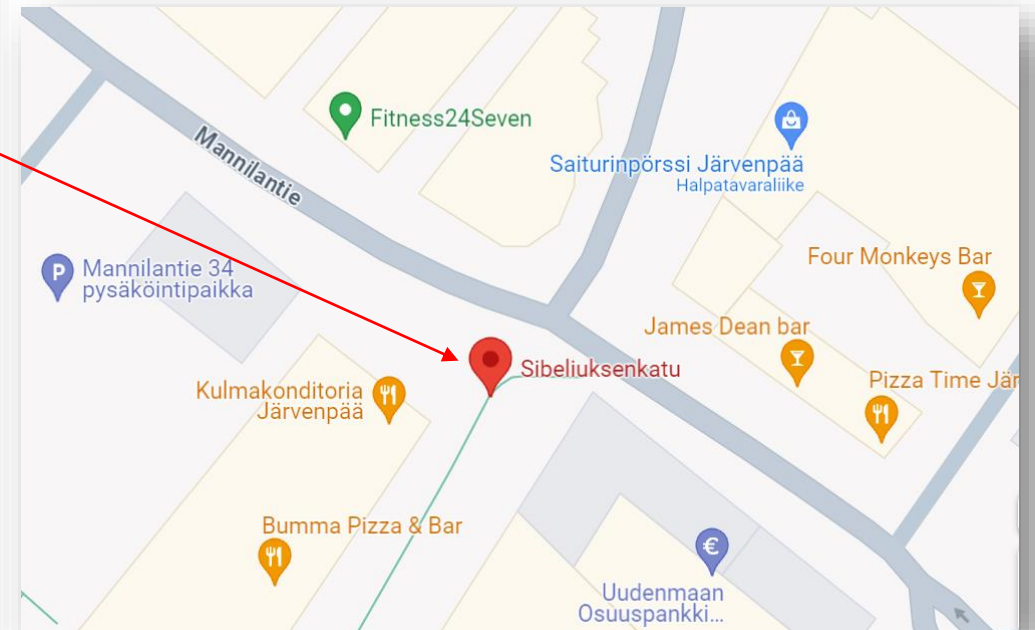 Fitness24Seven
Mannilantie
Saiturinpörssi Järvenpää
Halpatavaraliike
Four Monkeys Bar
P
Mannilantie 34
pysäköintipaikka
James Dean bar
Sibeliuksenkatu
Kulmakonditoria
Järvenpää
Pizza Time Jär
Bumma Pizza & Bar
€
Uudenmaan
Osuuspankki...